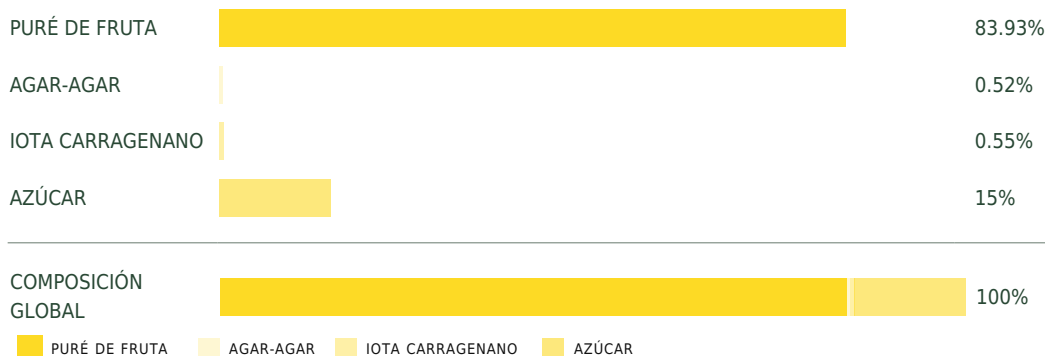 PURÉ DE FRUTA 83.93%
AGAR-AGAR 0.52%
IOTA CARRAGENANO 0.55%
AZÚCAR 15%
COMPOSICIÓN
GLOBAL 100%
PURÉ DE FRUTA AGAR-AGAR IOTA CARRAGENANO AZÚCAR